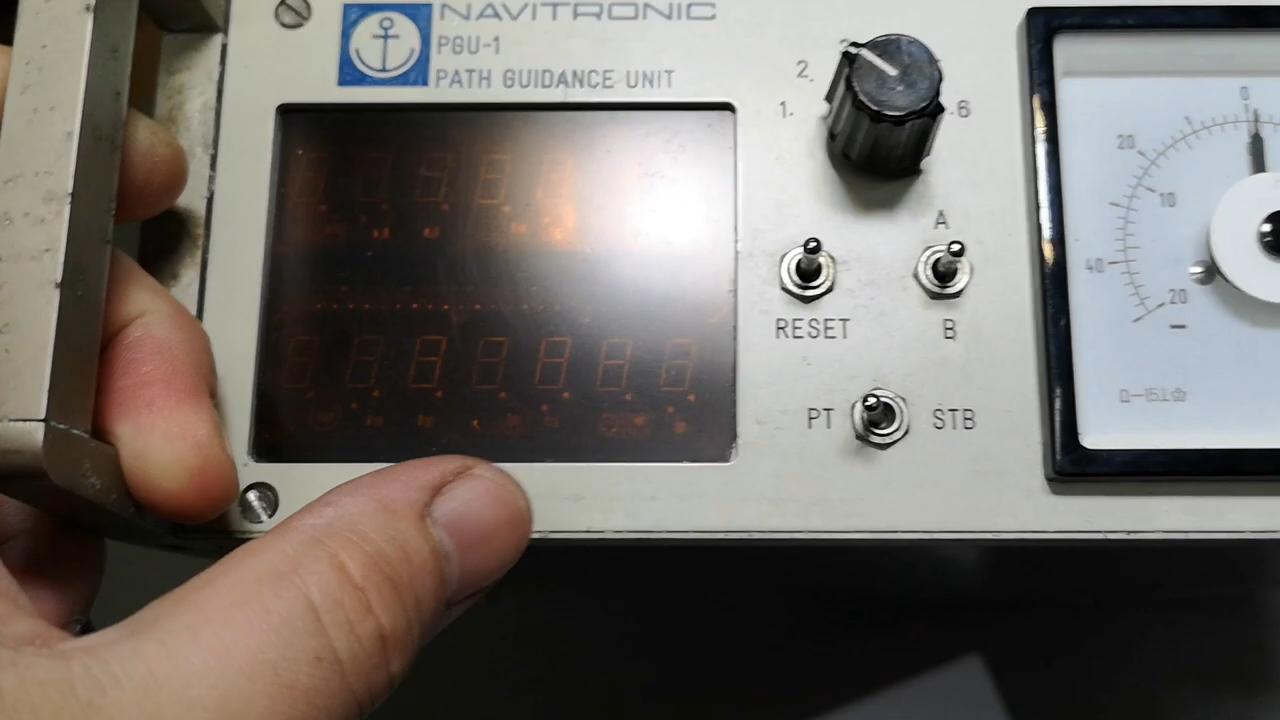 NAVITRONIC
PGU-1
PATH GUIDANCE UNIT
2.
1.
.6
RESET
A
B
PT
STB
0
20
10
40
20